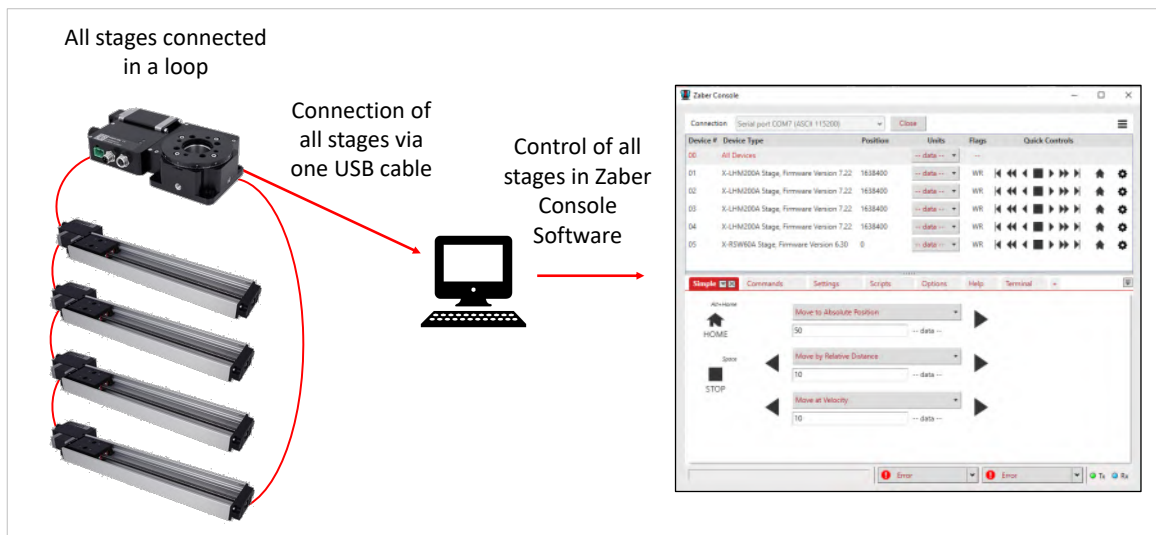 All stages connected
in a loop
Connection of
all stages via
one USB cable
Control of all
stages in Zaber
Console
Software
Zaber Console
Connection Serial port COM7 (ASCII 115200) Close
Device # Device Type Position Units Flags Quick Controls
00 All Devices -- data -- --
01 X-LHM200A Stage, Firmware Version 7.22 1638400 -- data -- WR
02 X-LHM200A Stage, Firmware Version 7.22 1638400 -- data -- WR
03 X-LHM200A Stage, Firmware Version 7.22 1638400 -- data -- WR
04 X-LHM200A Stage, Firmware Version 7.22 1638400 -- data -- WR
05 X-RSW60A Stage, Firmware Version 6.30 0 -- data -- WR
Simple Commands Settings Scripts Options Help Terminal +
Alt+Home
HOME
Move to Absolute Position
50 -- data --
Space
STOP
Move by Relative Distance
10 -- data --
Move at Velocity
10 -- data --
Error Error Tx Rx